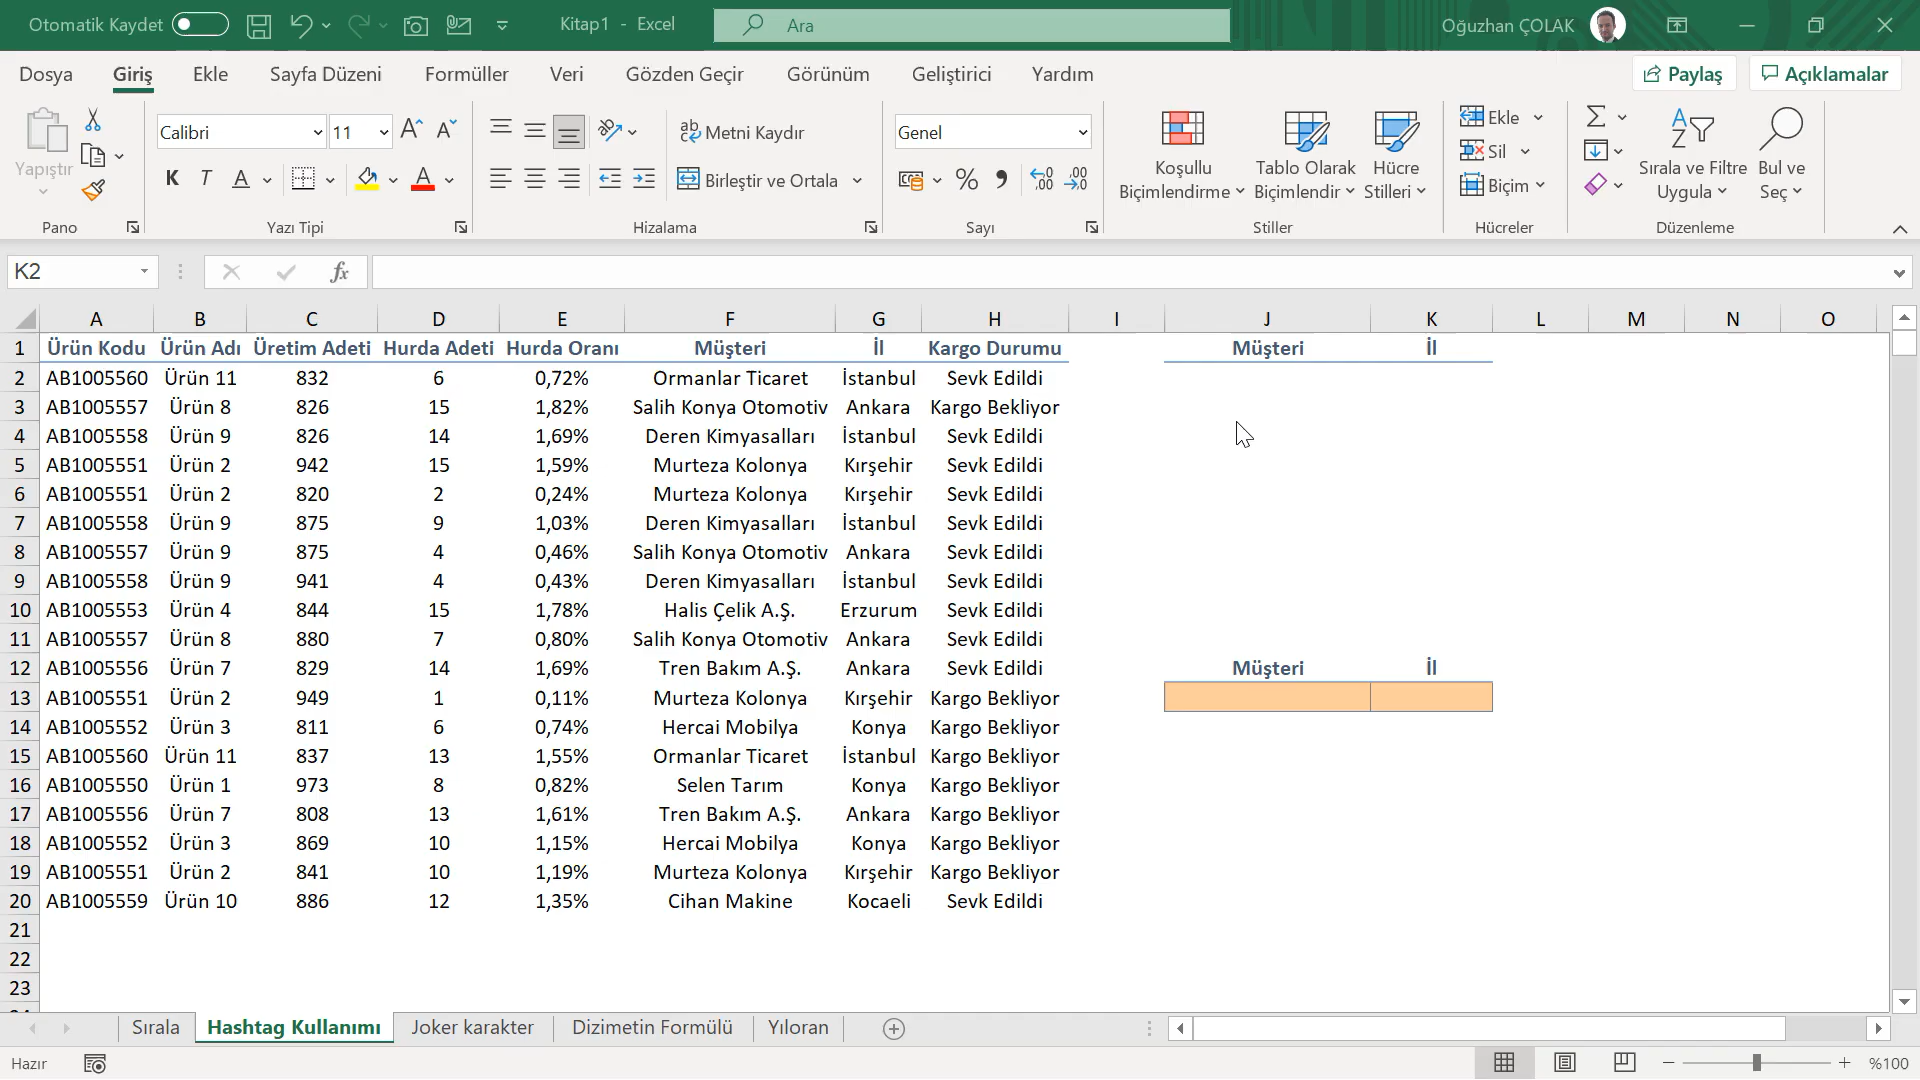 Otomatik Kaydet Kitap1 - Excel Ara Oğuzhan ÇOLAK
Dosya Giriş Ekle Sayfa Düzeni Formüller Veri Gözden Geçir Görünüm Geliştirici Yardım Paylaş Açıklamalar
Yapıştır
Calibri 11
K T A
Metni Kaydır
Birleştir ve Ortala
Genel
Koşullu Biçimlendirme
Tablo Olarak Biçimlendir
Hücre Stilleri
Ekle
Sil
Biçim
Sırala ve Filtre Uygula
Bul ve Seç
Pano Yazı Tipi Hizalama Sayı Stiller Hücreler Düzenleme
K2 fx
A B C D E F G H I J K L M N O
1 Ürün Kodu Ürün Adı Üretim Adeti Hurda Adeti Hurda Oranı Müşteri İl Kargo Durumu Müşteri İl
2 AB1005560 Ürün 11 832 6 0,72% Ormanlar Ticaret İstanbul Sevk Edildi
3 AB1005557 Ürün 8 826 15 1,82% Salih Konya Otomotiv Ankara Kargo Bekliyor
4 AB1005558 Ürün 9 826 14 1,69% Deren Kimyasalları İstanbul Sevk Edildi
5 AB1005551 Ürün 2 942 15 1,59% Murteza Kolonya Kırşehir Sevk Edildi
6 AB1005551 Ürün 2 820 2 0,24% Murteza Kolonya Kırşehir Sevk Edildi
7 AB1005558 Ürün 9 875 9 1,03% Deren Kimyasalları İstanbul Sevk Edildi
8 AB1005557 Ürün 9 875 4 0,46% Salih Konya Otomotiv Ankara Sevk Edildi
9 AB1005558 Ürün 9 941 4 0,43% Deren Kimyasalları İstanbul Sevk Edildi
10 AB1005553 Ürün 4 844 15 1,78% Halis Çelik A.Ş. Erzurum Sevk Edildi
11 AB1005557 Ürün 8 880 7 0,80% Salih Konya Otomotiv Ankara Sevk Edildi
12 AB1005556 Ürün 7 829 14 1,69% Tren Bakım A.Ş. Ankara Sevk Edildi Müşteri İl
13 AB1005551 Ürün 2 949 1 0,11% Murteza Kolonya Kırşehir Kargo Bekliyor
14 AB1005552 Ürün 3 811 6 0,74% Hercai Mobilya Konya Kargo Bekliyor
15 AB1005560 Ürün 11 837 13 1,55% Ormanlar Ticaret İstanbul Kargo Bekliyor
16 AB1005550 Ürün 1 973 8 0,82% Selen Tarım Konya Kargo Bekliyor
17 AB1005556 Ürün 7 808 13 1,61% Tren Bakım A.Ş. Ankara Kargo Bekliyor
18 AB1005552 Ürün 3 869 10 1,15% Hercai Mobilya Konya Kargo Bekliyor
19 AB1005551 Ürün 2 841 10 1,19% Murteza Kolonya Kırşehir Kargo Bekliyor
20 AB1005559 Ürün 10 886 12 1,35% Cihan Makine Kocaeli Sevk Edildi
21
22
23
Sırala Hashtag Kullanımı Joker karakter Dizimetin Formülü Yıloran
Hazır %100